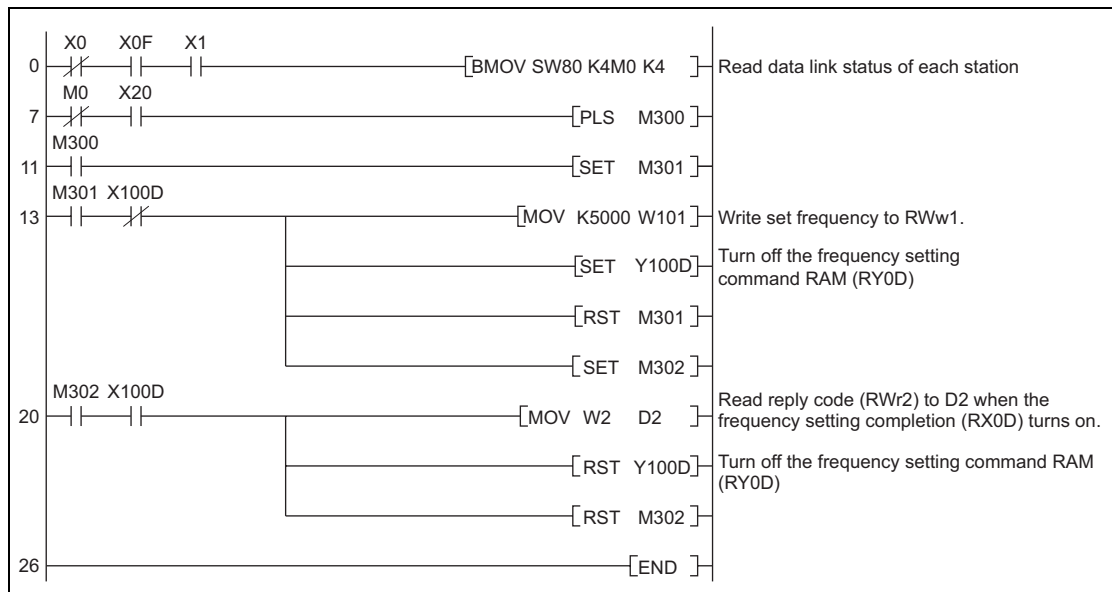 X0 X0F X1
0 [BMOV SW80 K4M0 K4 ] Read data link status of each station
M0 X20
7 [PLS M300 ]
M300
11 [SET M301 ]
M301 X100D
13 [MOV K5000 W101] Write set frequency to RWw1.
[SET Y100D] Turn off the frequency setting
command RAM (RY0D)
[RST M301 ]
[SET M302 ]
M302 X100D
20 [MOV W2 D2 ] Read reply code (RWr2) to D2 when the
frequency setting completion (RX0D) turns on.
[RST Y100D] Turn off the frequency setting command RAM
(RY0D)
[RST M302 ]
26 [END ]